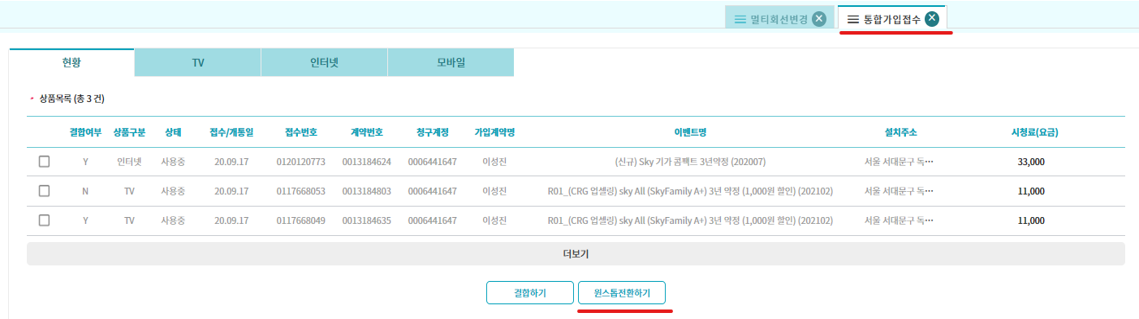 멀티회선변경
통합가입접수
현황 TV 인터넷 모바일
* 상품목록 (총 3 건)
결합여부 상품구분 상태 접수/개통일 접수번호 계약번호 청구계정 가입계약명 이벤트명 설치주소 시청료(요금)
Y 인터넷 사용중 20.09.17 0120120773 0013184624 0006441647 이성진 (신규) Sky 기가 콤팩트 3년약정 (202007) 서울 서대문구 독··· 33,000
N TV 사용중 20.09.17 0117668053 0013184803 0006441647 이성진 R01_(CRG 업셀링) sky All (SkyFamily A+) 3년 약정 (1,000원 할인) (202102) 서울 서대문구 독··· 11,000
Y TV 사용중 20.09.17 0117668049 0013184635 0006441647 이성진 R01_(CRG 업셀링) sky All (SkyFamily A+) 3년 약정 (1,000원 할인) (202102) 서울 서대문구 독··· 11,000
더보기
결합하기 원스톱전환하기